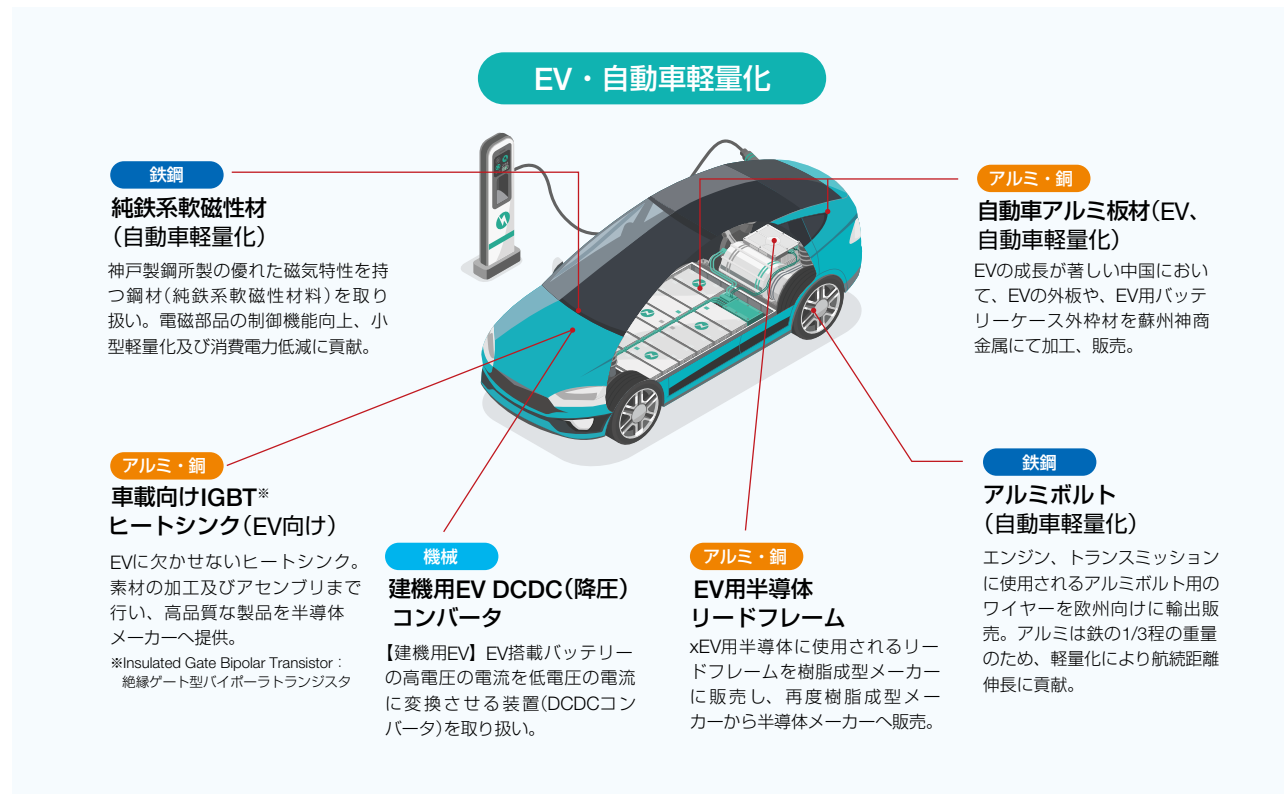 EV・自動車軽量化
鉄鋼
純鉄系軟磁性材
（自動車軽量化）
神戸製鋼所製の優れた磁気特性を持
つ鋼材（純鉄系軟磁性材料）を取り
扱い。電磁部品の制御機能向上、小
型軽量化及び消費電力低減に貢献。
アルミ・銅
自動車アルミ板材（EV、
自動車軽量化）
EVの成長が著しい中国におい
て、EVの外板や、EV用バッテ
リーケース外枠材を蘇州神商
金属にて加工、販売。
アルミ・銅
車載向けIGBT※
ヒートシンク（EV向け）
EVに欠かせないヒートシンク。
素材の加工及びアセンブリまで
行い、高品質な製品を半導体
メーカーへ提供。
※Insulated Gate Bipolar Transistor：
絶縁ゲート型バイポーラトランジスタ
機械
建機用EV DCDC（降圧）
コンバータ
【建機用EV】EV搭載バッテリー
の高電圧の電流を低電圧の電流
に変換させる装置(DCDCコン
バータ)を取り扱い。
アルミ・銅
EV用半導体
リードフレーム
xEV用半導体に使用されるリー
ドフレームを樹脂成型メーカー
に販売し、再度樹脂成型メー
カーから半導体メーカーへ販売。
鉄鋼
アルミボルト
（自動車軽量化）
エンジン、トランスミッション
に使用されるアルミボルト用の
ワイヤーを欧州向けに輸出販
売。アルミは鉄の1/3程の重量
のため、軽量化により航続距離
伸長に貢献。